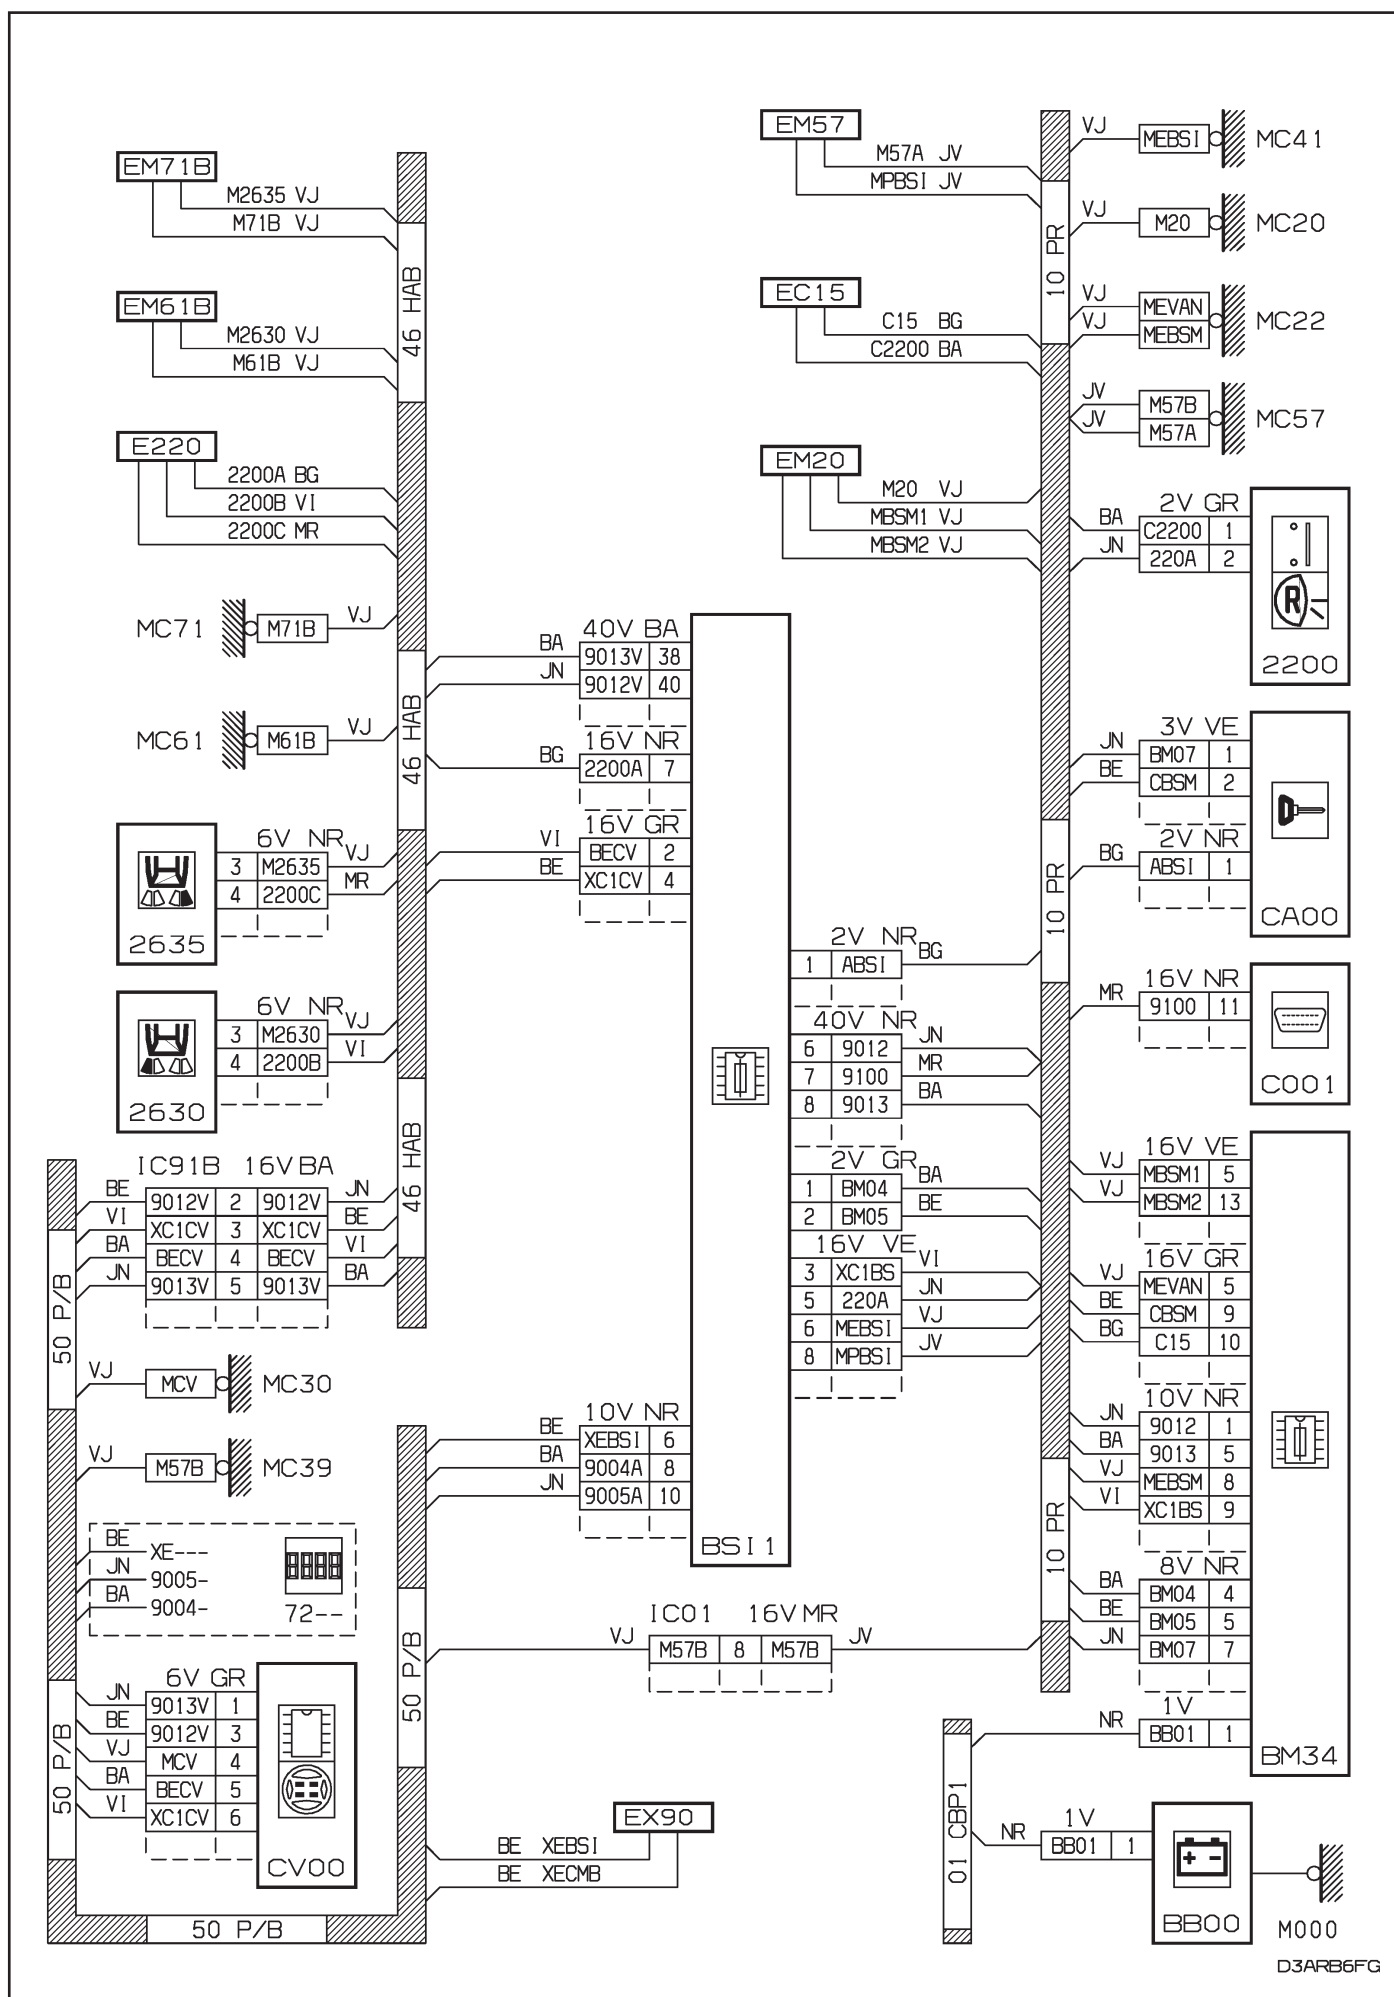 EM71B
M2635 VJ
M71B VJ
EM61B
M2630 VJ
M61B VJ
E220
2200A BG
2200B VI
2200C MR
46 HAB
MC71
M71B
VJ
MC61
M61B
VJ
46 HAB
6V NR
3 M2635 VJ
4 2200C MR
2635
6V NR
3 M2630 VJ
4 2200B VI
2630
46 HAB
IC91B 16V BA
BE 9012V 2 9012V JN
VI XC1CV 3 XC1CV BE
BA BECV 4 BECV VI
JN 9013V 5 9013V BA
50 P/B
VJ
MCV
MC30
VJ
M57B
MC39
BE XE---
JN 9005-
BA 9004-
72--
50 P/B
6V GR
JN 9013V 1
BE 9012V 3
VJ MCV 4
BA BECV 5
VI XC1CV 6
CV00
50 P/B
50 P/B
40V BA
BA 9013V 38
JN 9012V 40
16V NR
BG 2200A 7
16V GR
VI BECV 2
BE XC1CV 4
10V NR
BE XEBSI 6
BA 9004A 8
JN 9005A 10
BSI1
2V NR
1 ABSI BG
40V NR
6 9012 JN
7 9100 MR
8 9013 BA
2V GR
1 BM04 BA
2 BM05 BE
16V VE
3 XC1BS VI
5 220A JN
6 MEBSI VJ
8 MPBSI JV
IC01 16V MR
VJ M57B 8 M57B JV
EX90
BE XEBSI
BE XECMB
EM57
M57A JV
MPBSI JV
EC15
C15 BG
C2200 BA
EM20
M20 VJ
MBSM1 VJ
MBSM2 VJ
10 PR
10 PR
10 PR
VJ MEBSI MC41
VJ M20 MC20
VJ MEVAN
VJ MEBSM
MC22
JV M57B
JV M57A
MC57
2V GR
BA C2200 1
JN 220A 2
R
2200
3V VE
JN BM07 1
BE CBSM 2
2V NR
BG ABSI 1
CA00
16V NR
MR 9100 11
C001
16V VE
VJ MBSM1 5
VJ MBSM2 13
16V GR
VJ MEVAN 5
BE CBSM 9
BG C15 10
10V NR
JN 9012 1
BA 9013 5
VJ MEBSM 8
VI XC1BS 9
8V NR
BA BM04 4
BE BM05 5
JN BM07 7
1V
NR BB01 1
BM34
01 CBP1
1V
NR BB01 1
+ -
BB00
M000
D3ARB6FG